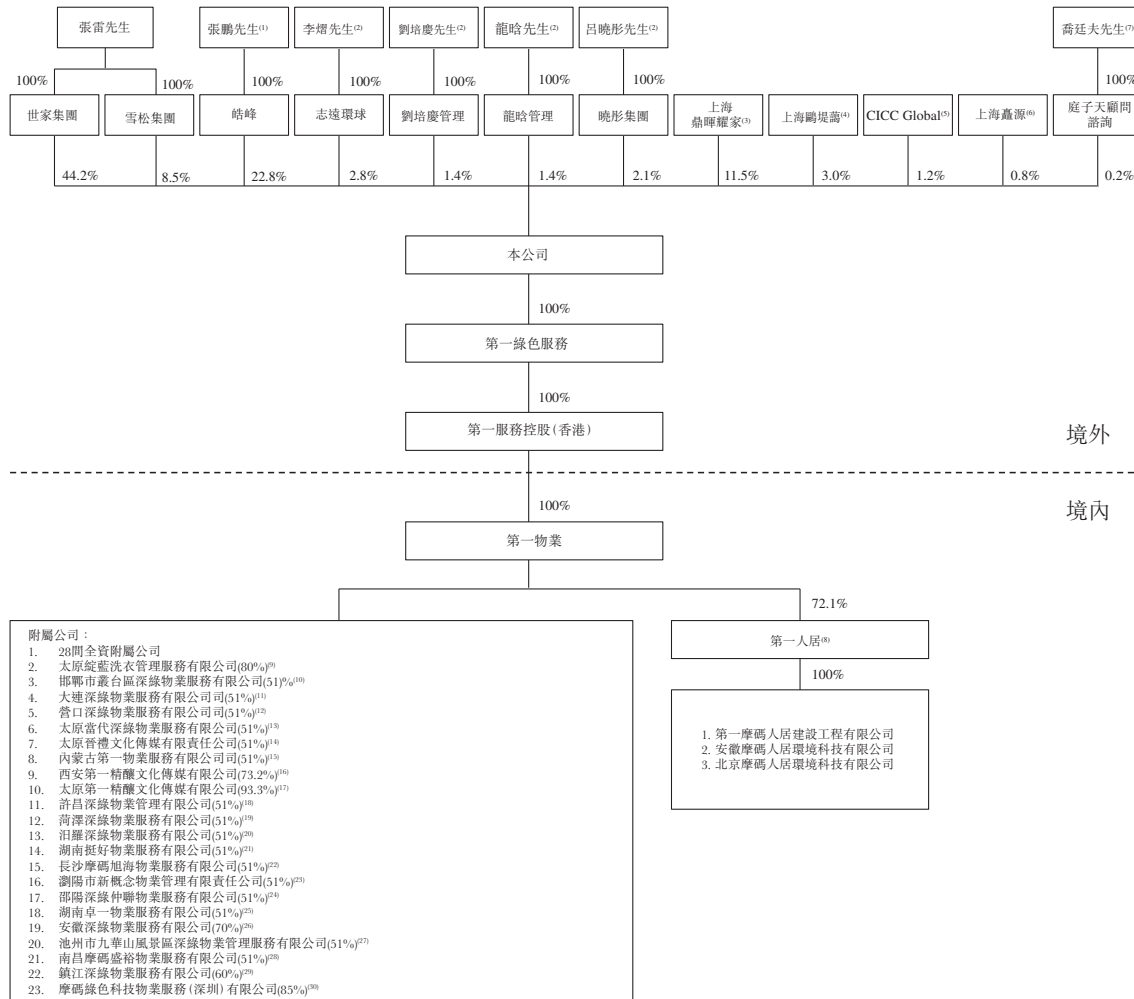 張雷先生
張鵬先生(1)
李熠先生(2)
劉培慶先生(2)
龍晗先生(2)
呂曉彤先生(2)
喬廷夫先生(7)
100%
100%
100%
100%
100%
100%
100%
100%
世家集團
雪松集團
皓峰
志遠環球
劉培慶管理
龍晗管理
曉彤集團
上海
鼎暉耀家(3)
上海鷗堤藹(4)
CICC Global(5)
上海矗源(6)
庭子天顧問
諮詢
44.2%
8.5%
22.8%
2.8%
1.4%
1.4%
2.1%
11.5%
3.0%
1.2%
0.8%
0.2%
本公司
100%
第一綠色服務
100%
第一服務控股(香港)
境外
境內
100%
第一物業
72.1%
附屬公司：
1. 28間全資附屬公司
2. 太原綻藍洗衣管理服務有限公司(80%)(9)
3. 邯鄲市叢台區深綠物業服務有限公司(51)%(10)
4. 大連深綠物業服務有限公司司(51%)(11)
5. 營口深綠物業服務有限公司司(51%)(12)
6. 太原當代深綠物業服務有限公司(51%)(13)
7. 太原晉禮文化傳媒有限責任公司(51%)(14)
8. 內蒙古第一物業服務有限公司(51%)(15)
9. 西安第一精釀文化傳媒有限公司(73.2%)(16)
10. 太原第一精釀文化傳媒有限公司(93.3%)(17)
11. 許昌深綠物業管理有限公司(51%)(18)
12. 菏澤深綠物業服務有限公司(51%)(19)
13. 汨羅深綠物業服務有限公司(51%)(20)
14. 湖南挺好物業服務有限公司(51%)(21)
15. 長沙摩碼旭海物業服務有限公司(51%)(22)
16. 瀏陽市新概念物業管理有限責任公司(51%)(23)
17. 邵陽深綠仲聯物業服務有限公司(51%)(24)
18. 湖南卓一物業服務有限公司(51%)(25)
19. 安徽深綠物業服務有限公司(70%)(26)
20. 池州市九華山風景區深綠物業管理服務有限公司(51%)(27)
21. 南昌摩碼盛裕物業服務有限公司(51%)(28)
22. 鎮江深綠物業服務有限公司(60%)(29)
23. 摩碼綠色科技物業服務(深圳)有限公司(85%)(30)
第一人居(8)
100%
1. 第一摩碼人居建設工程有限公司
2. 安徽摩碼人居環境科技有限公司
3. 北京摩碼人居環境科技有限公司